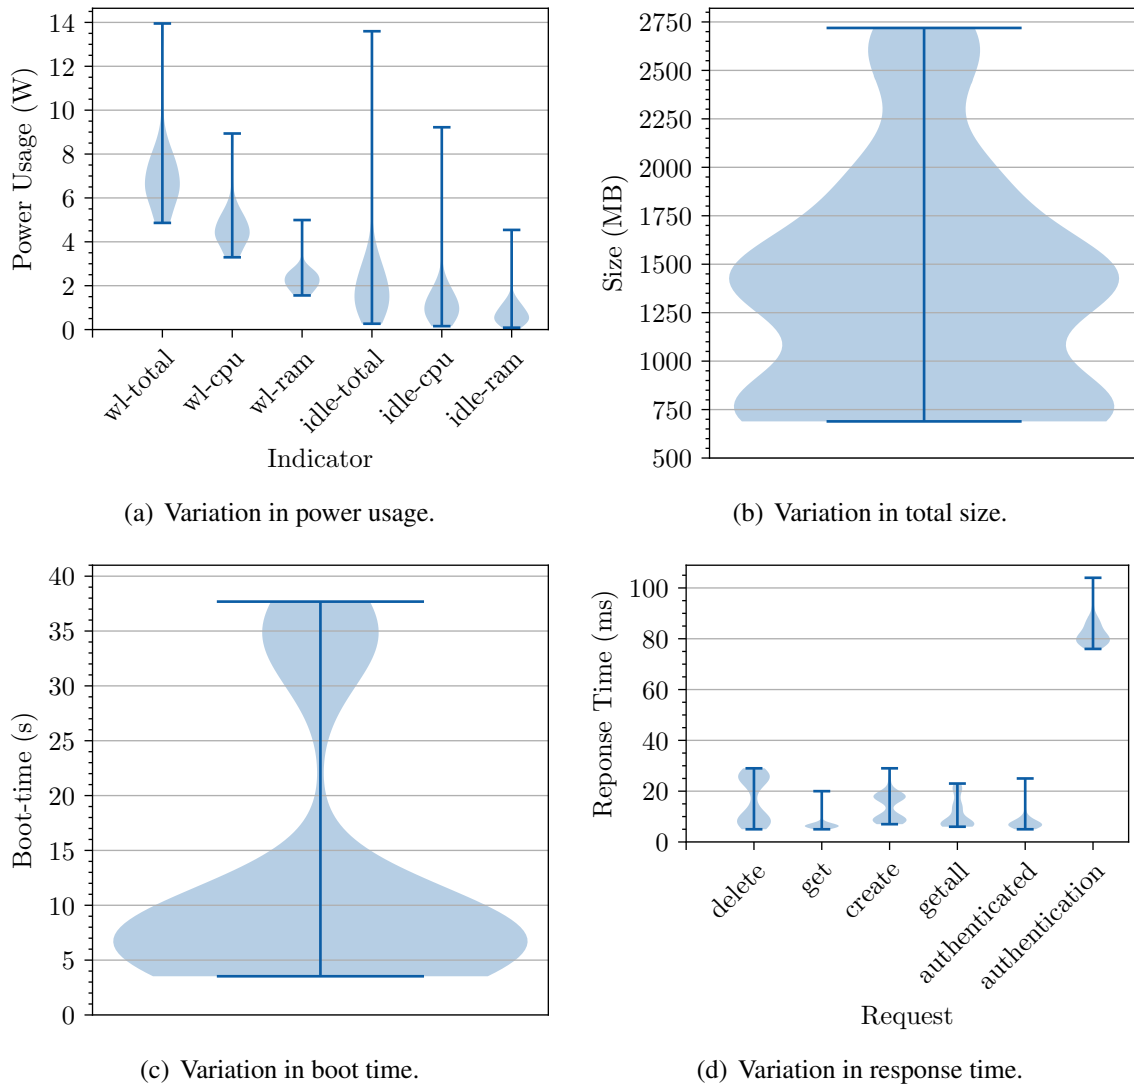 14
12
10
8
6
4
2
0
Power Usage (W)
wl-total
wl-cpu
wl-ram
idle-total
idle-cpu
idle-ram
Indicator
(a) Variation in power usage.
2750
2500
2250
2000
1750
1500
1250
1000
750
500
Size (MB)
(b) Variation in total size.
40
35
30
25
20
15
10
5
0
Boot-time (s)
(c) Variation in boot time.
100
80
60
40
20
0
Reponse Time (ms)
delete
get
create
getall
authenticated
authentication
Request
(d) Variation in response time.